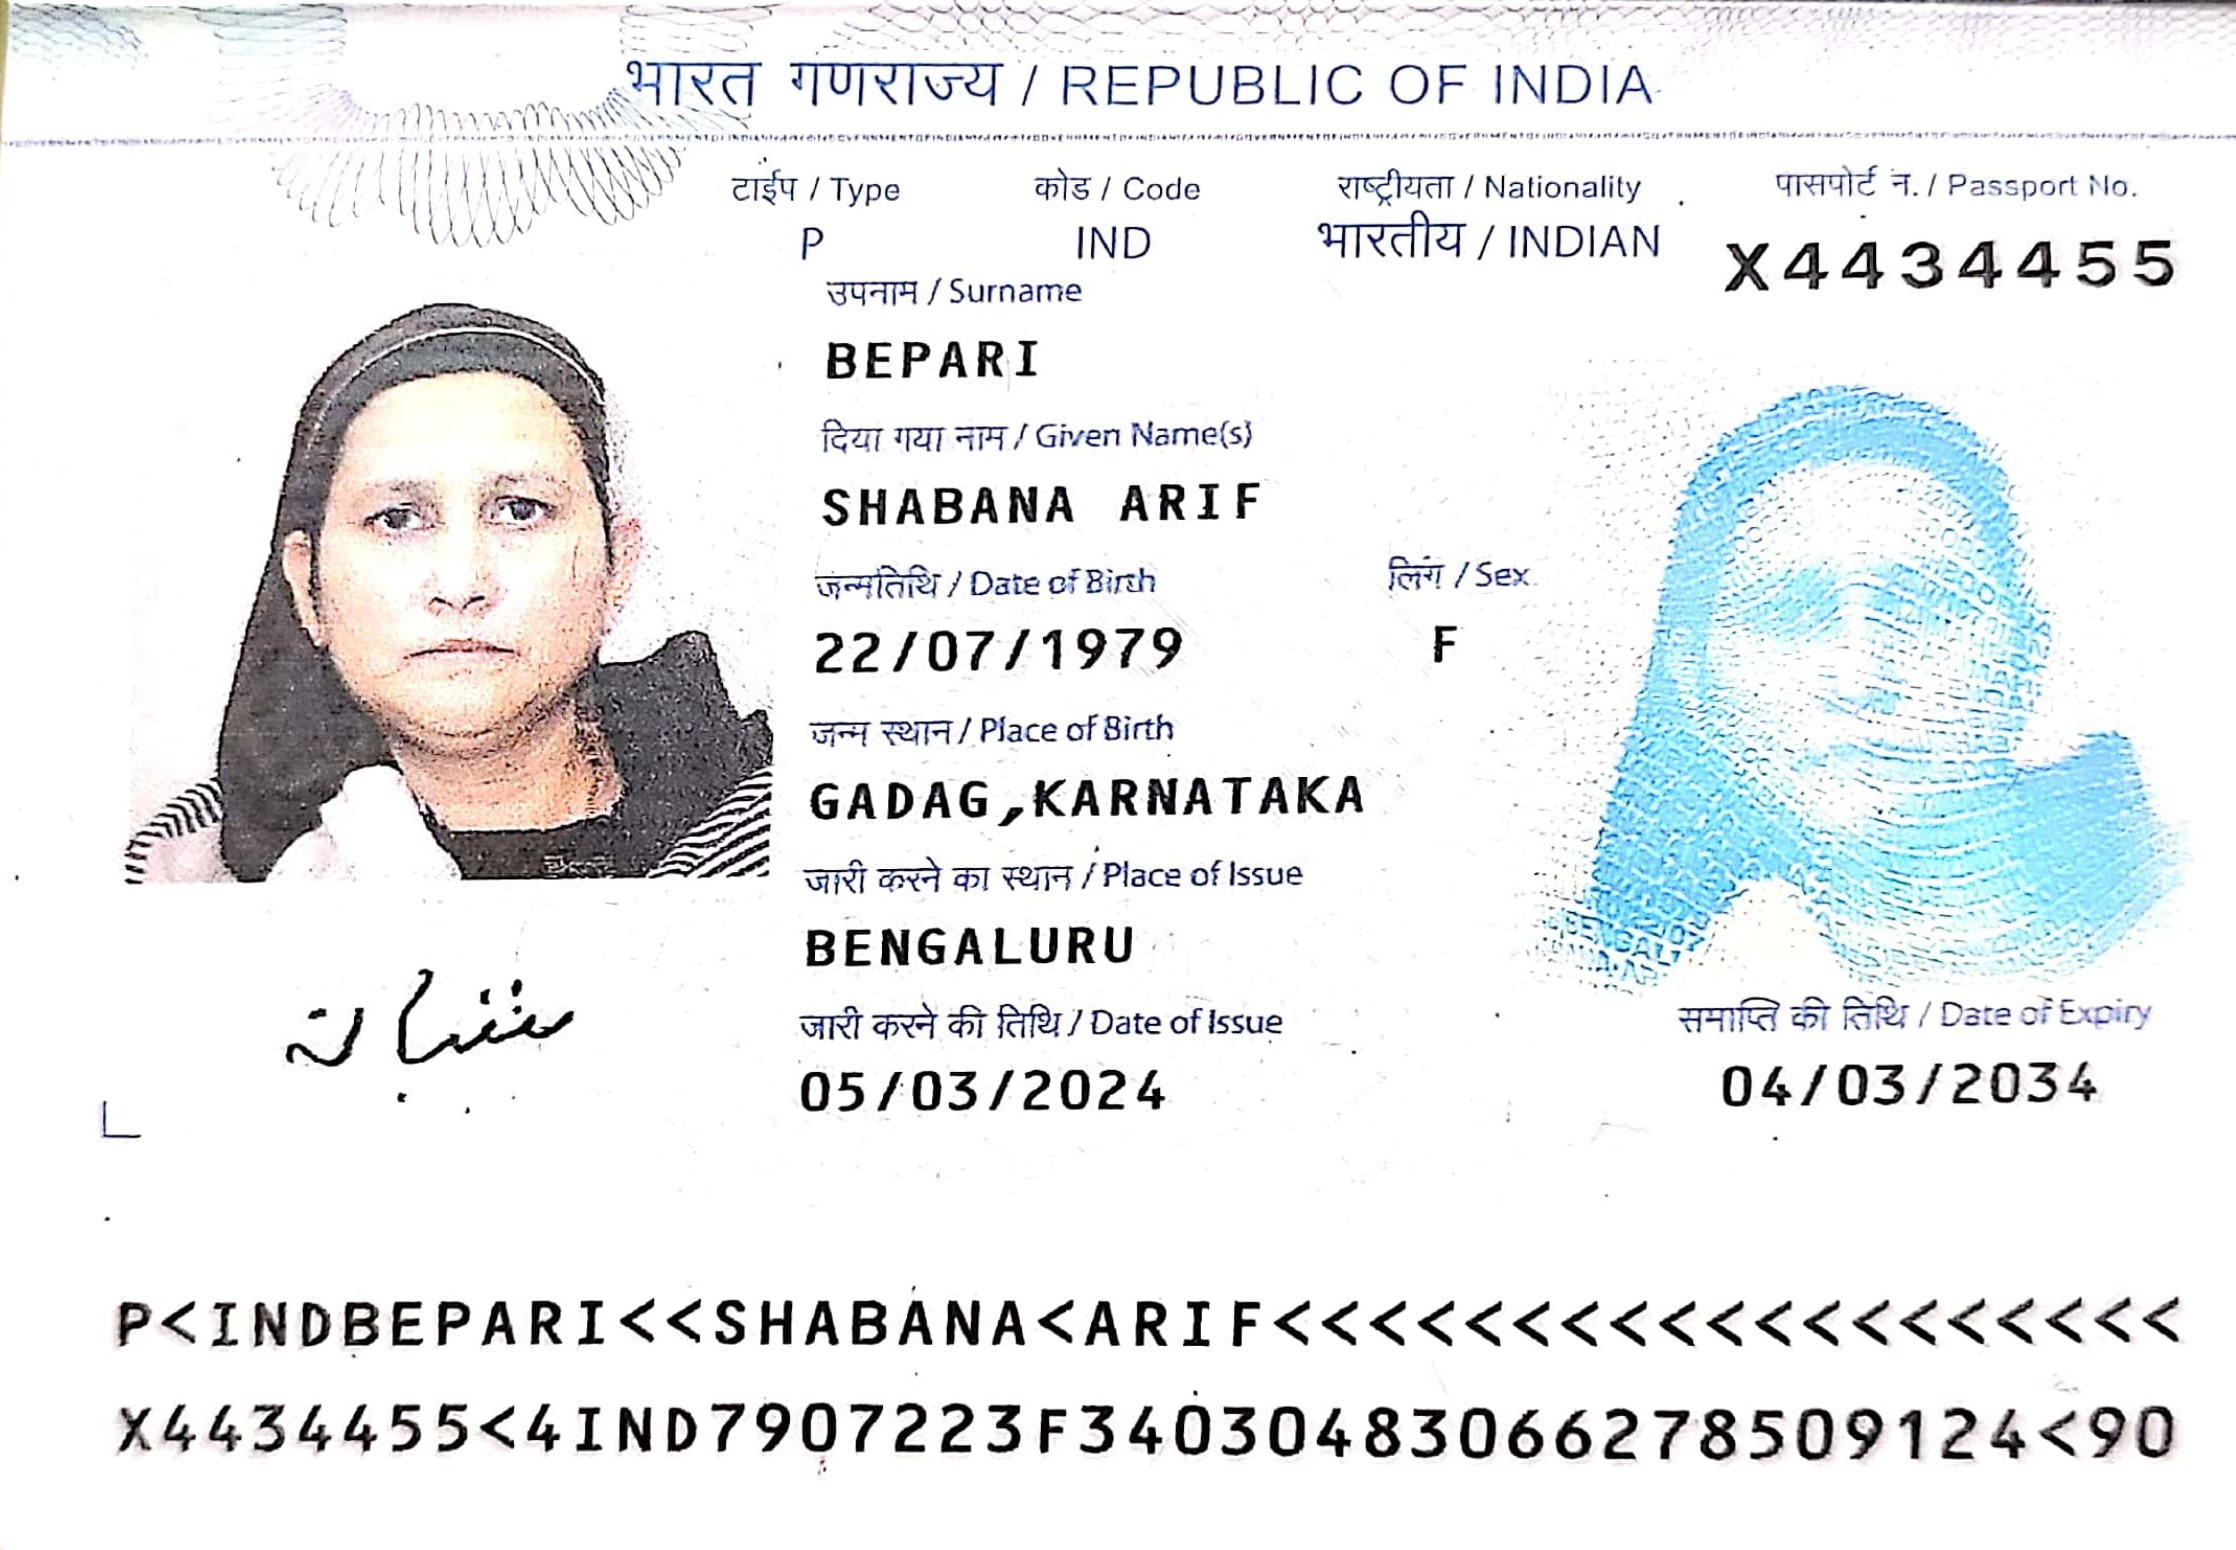 भारत गणराज्य / REPUBLIC OF INDIA
टाईप / Type कोड / Code राष्ट्रीयता / Nationality पासपोर्ट न. / Passport No.
P IND भारतीय / INDIAN X4434455
उपनाम / Surname
BEPARI
दिया गया नाम / Given Name(s)
SHABANA ARIF
जन्मतिथि / Date of Birth लिंग / Sex
22/07/1979 F
जन्म स्थान / Place of Birth
GADAG,KARNATAKA
जारी करने का स्थान / Place of Issue
BENGALURU
जारी करने की तिथि / Date of Issue समाप्ति की तिथि / Date of Expiry
05/03/2024 04/03/2034
P<INDBEPARI<<SHABANA<ARIF<<<<<<<<<<<<<<<<<<<
X4434455<4IND7907223F34030483066278509124<90